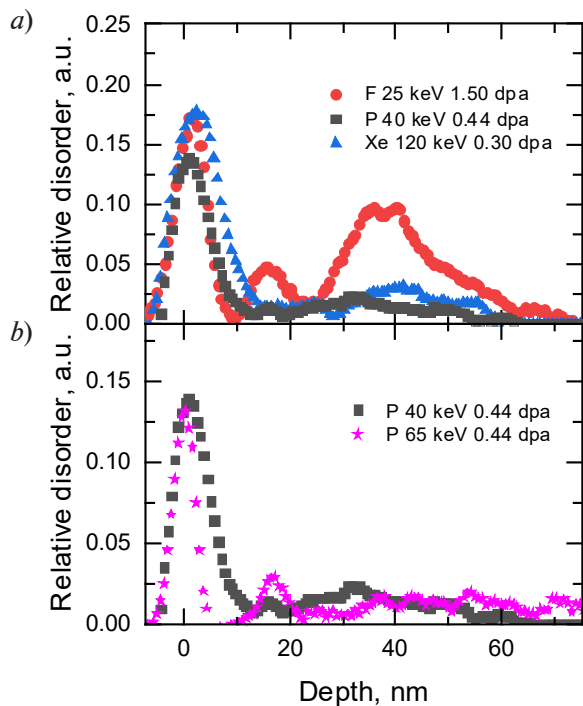 a)
0.25
0.20
0.15
0.10
0.05
0.00
Relative disorder, a.u.
F 25 keV 1.50 dpa
P 40 keV 0.44 dpa
Xe 120 keV 0.30 dpa
b)
0.15
0.10
0.05
0.00
Relative disorder, a.u.
P 40 keV 0.44 dpa
P 65 keV 0.44 dpa
0 20 40 60
Depth, nm